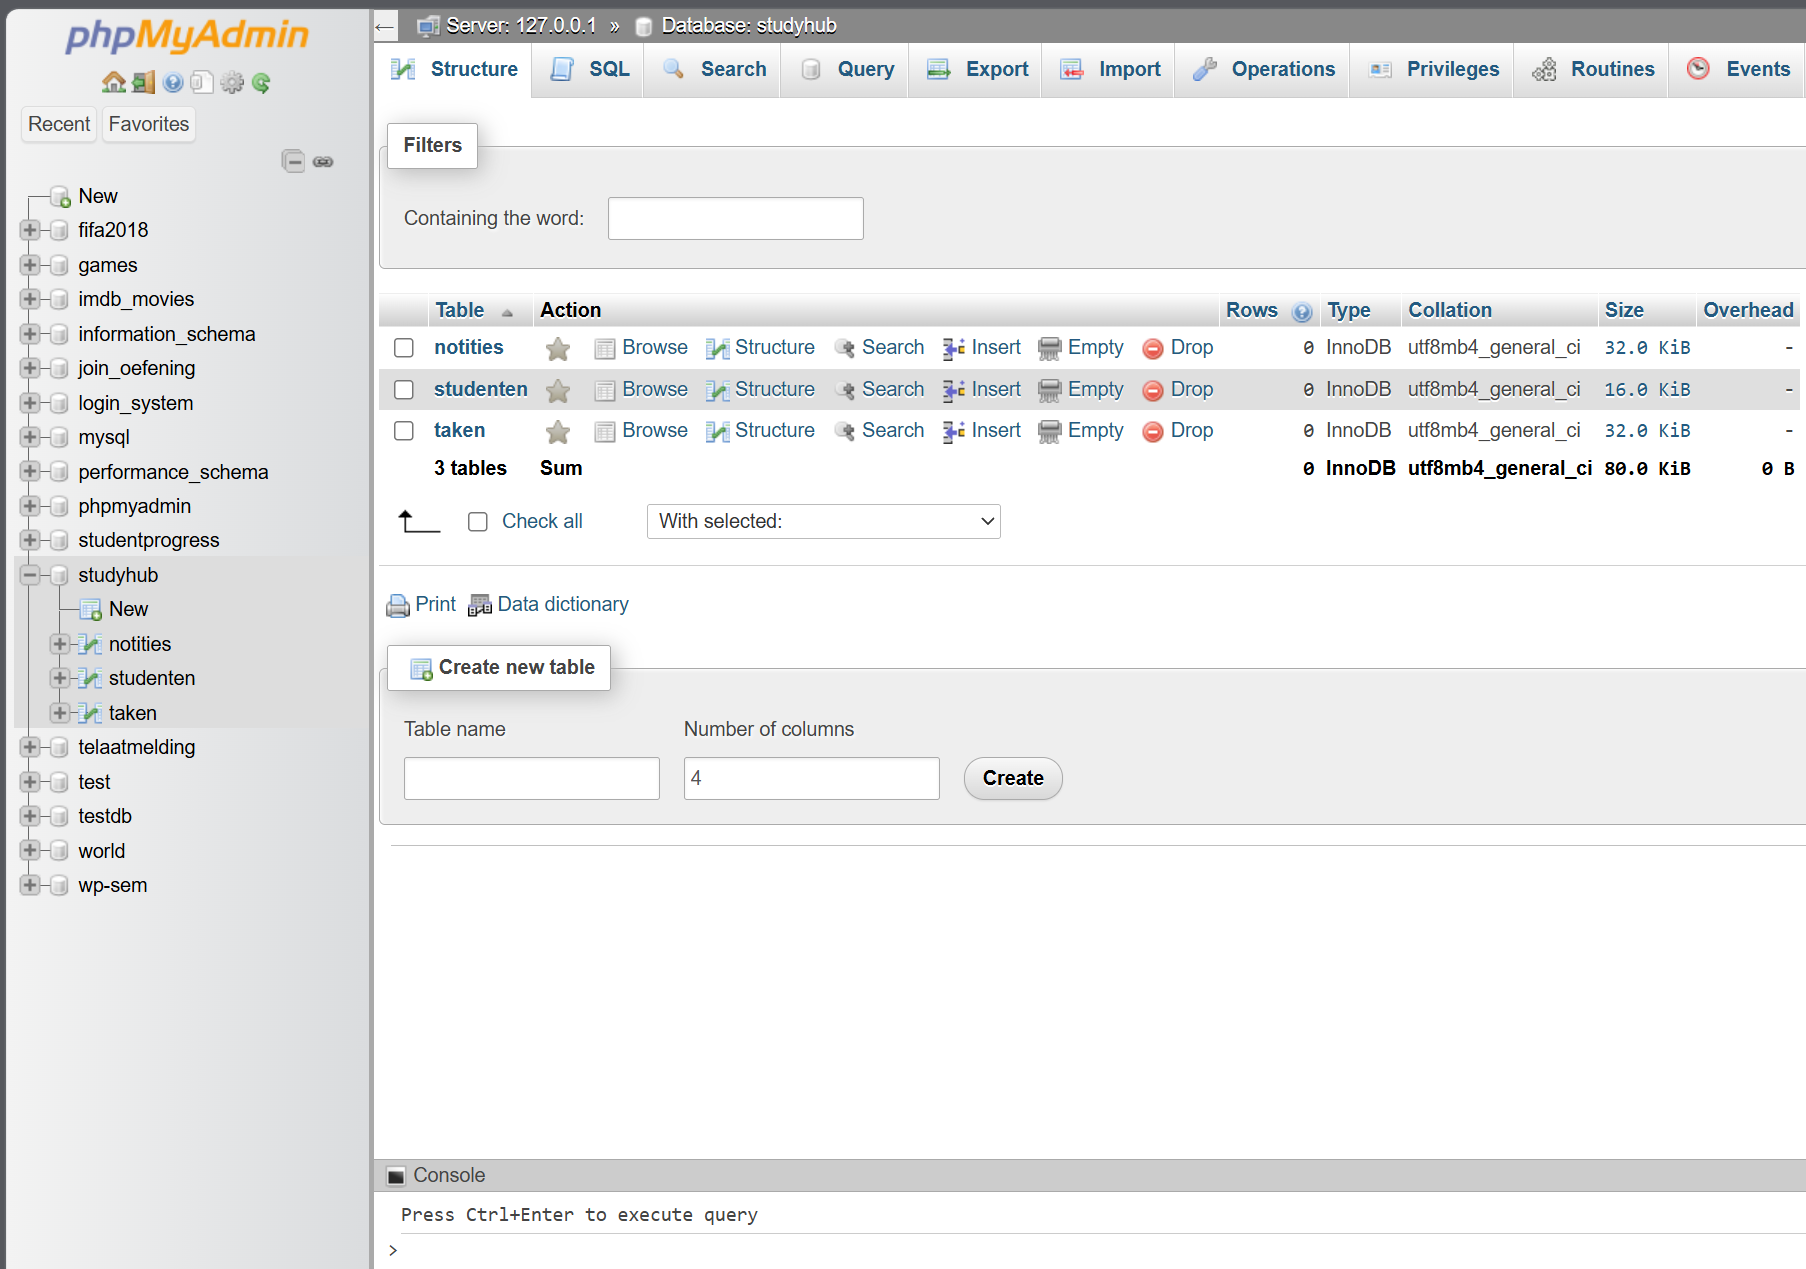 phpMyAdmin
Recent Favorites
New
fifa2018
games
imdb_movies
information_schema
join_oefening
login_system
mysql
performance_schema
phpmyadmin
studentprogress
studyhub
New
notities
studenten
taken
telaatmelding
test
testdb
world
wp-sem
← Server: 127.0.0.1 » Database: studyhub
Structure SQL Search Query Export Import Operations Privileges Routines Events
Filters
Containing the word:
Table Action Rows Type Collation Size Overhead
notities Browse Structure Search Insert Empty Drop 0 InnoDB utf8mb4_general_ci 32.0 KiB -
studenten Browse Structure Search Insert Empty Drop 0 InnoDB utf8mb4_general_ci 16.0 KiB -
taken Browse Structure Search Insert Empty Drop 0 InnoDB utf8mb4_general_ci 32.0 KiB -
3 tables Sum 0 InnoDB utf8mb4_general_ci 80.0 KiB 0 B
Check all With selected:
Print Data dictionary
Create new table
Table name Number of columns
4 Create
Console
Press Ctrl+Enter to execute query
>